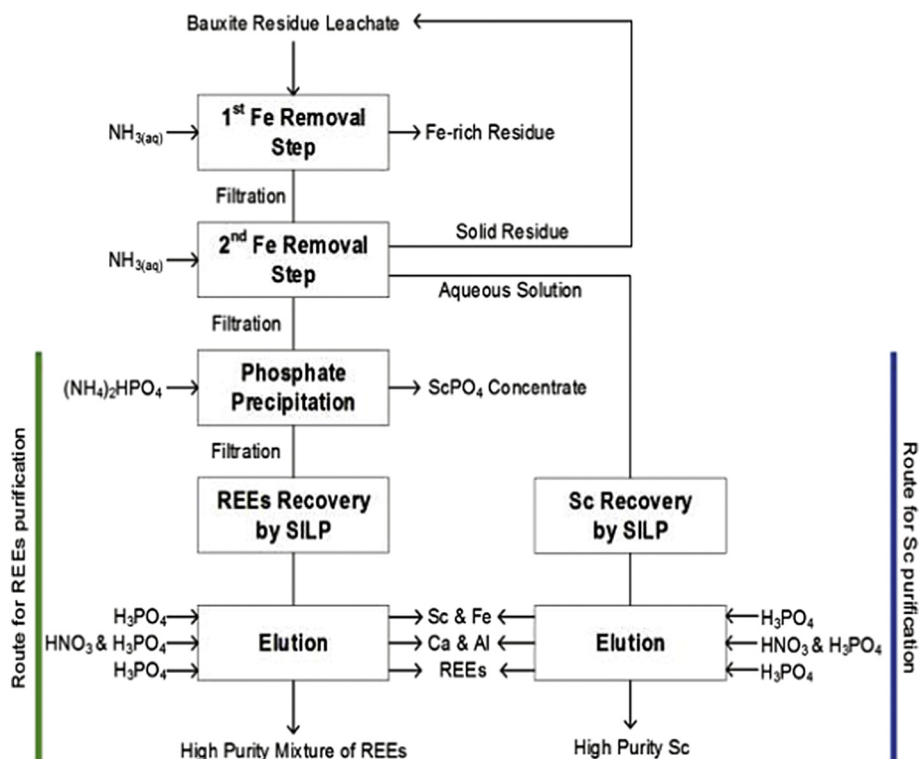 Bauxite Residue Leachate
1st Fe Removal
Step
NH3(aq)
Fe-rich Residue
Filtration
2nd Fe Removal
Step
NH3(aq)
Solid Residue
Aqueous Solution
Filtration
Phosphate
Precipitation
(NH4)2HPO4
ScPO4 Concentrate
Filtration
REEs Recovery
by SILP
Sc Recovery
by SILP
H3PO4
HNO3 & H3PO4
H3PO4
Elution
Sc & Fe
Ca & Al
REEs
Elution
H3PO4
HNO3 & H3PO4
H3PO4
High Purity Mixture of REEs
High Purity Sc
Route for REEs purification
Route for Sc purification